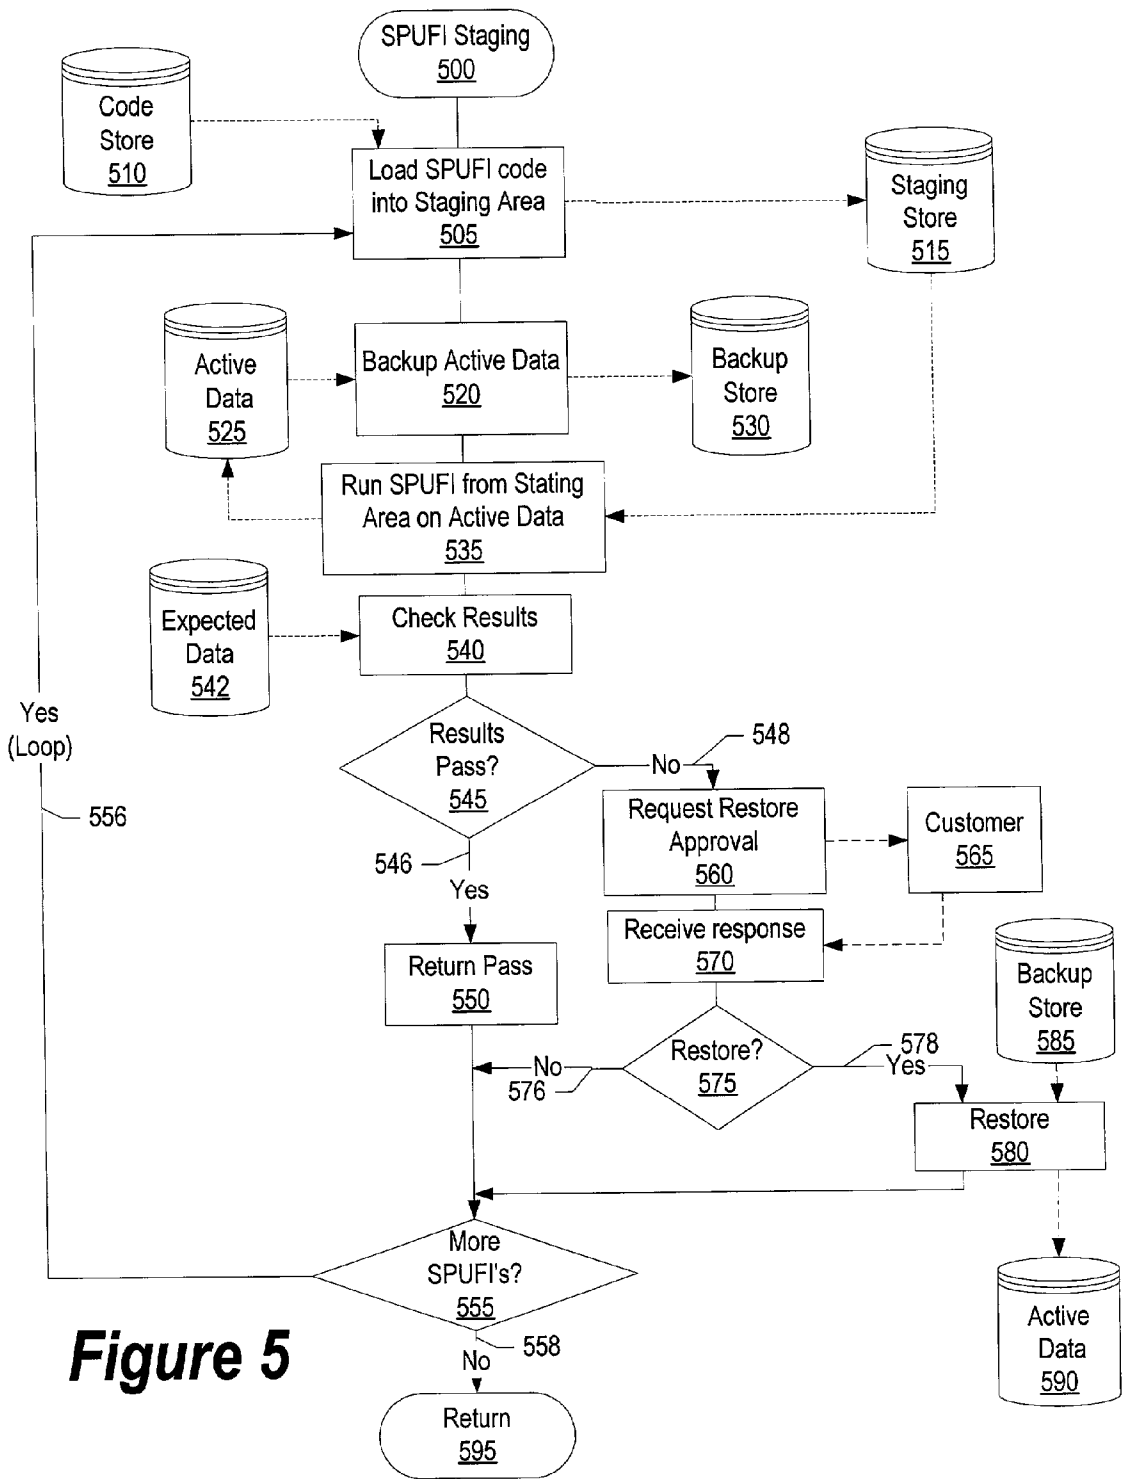 SPUFI Staging
500
Code
Store
510
Load SPUFI code
into Staging Area
505
Staging
Store
515
Active
Data
525
Backup Active Data
520
Backup
Store
530
Run SPUFI from Stating
Area on Active Data
535
Expected
Data
542
Check Results
540
Yes
(Loop)
556
Results
Pass?
545
No
548
546
Yes
Request Restore
Approval
560
Customer
565
Receive response
570
Return Pass
550
Backup
Store
585
Restore?
575
No
576
578
Yes
Restore
580
More
SPUFI's?
555
558
No
Active
Data
590
Figure 5
Return
595